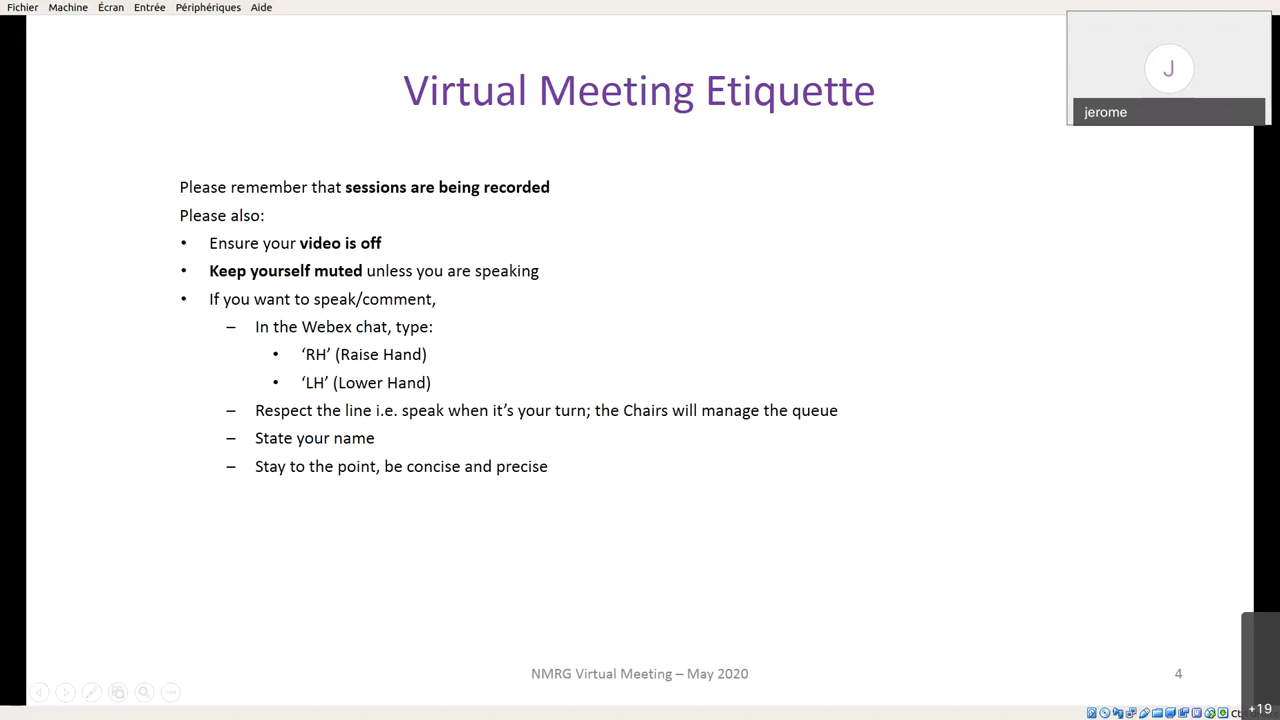 Fichier Machine Écran Entrée Périphériques Aide
Virtual Meeting Etiquette
J
jerome
Please remember that sessions are being recorded
Please also:
• Ensure your video is off
• Keep yourself muted unless you are speaking
• If you want to speak/comment,
– In the Webex chat, type:
• ‘RH’ (Raise Hand)
• ‘LH’ (Lower Hand)
– Respect the line i.e. speak when it’s your turn; the Chairs will manage the queue
– State your name
– Stay to the point, be concise and precise
NMRG Virtual Meeting – May 2020
4
+19